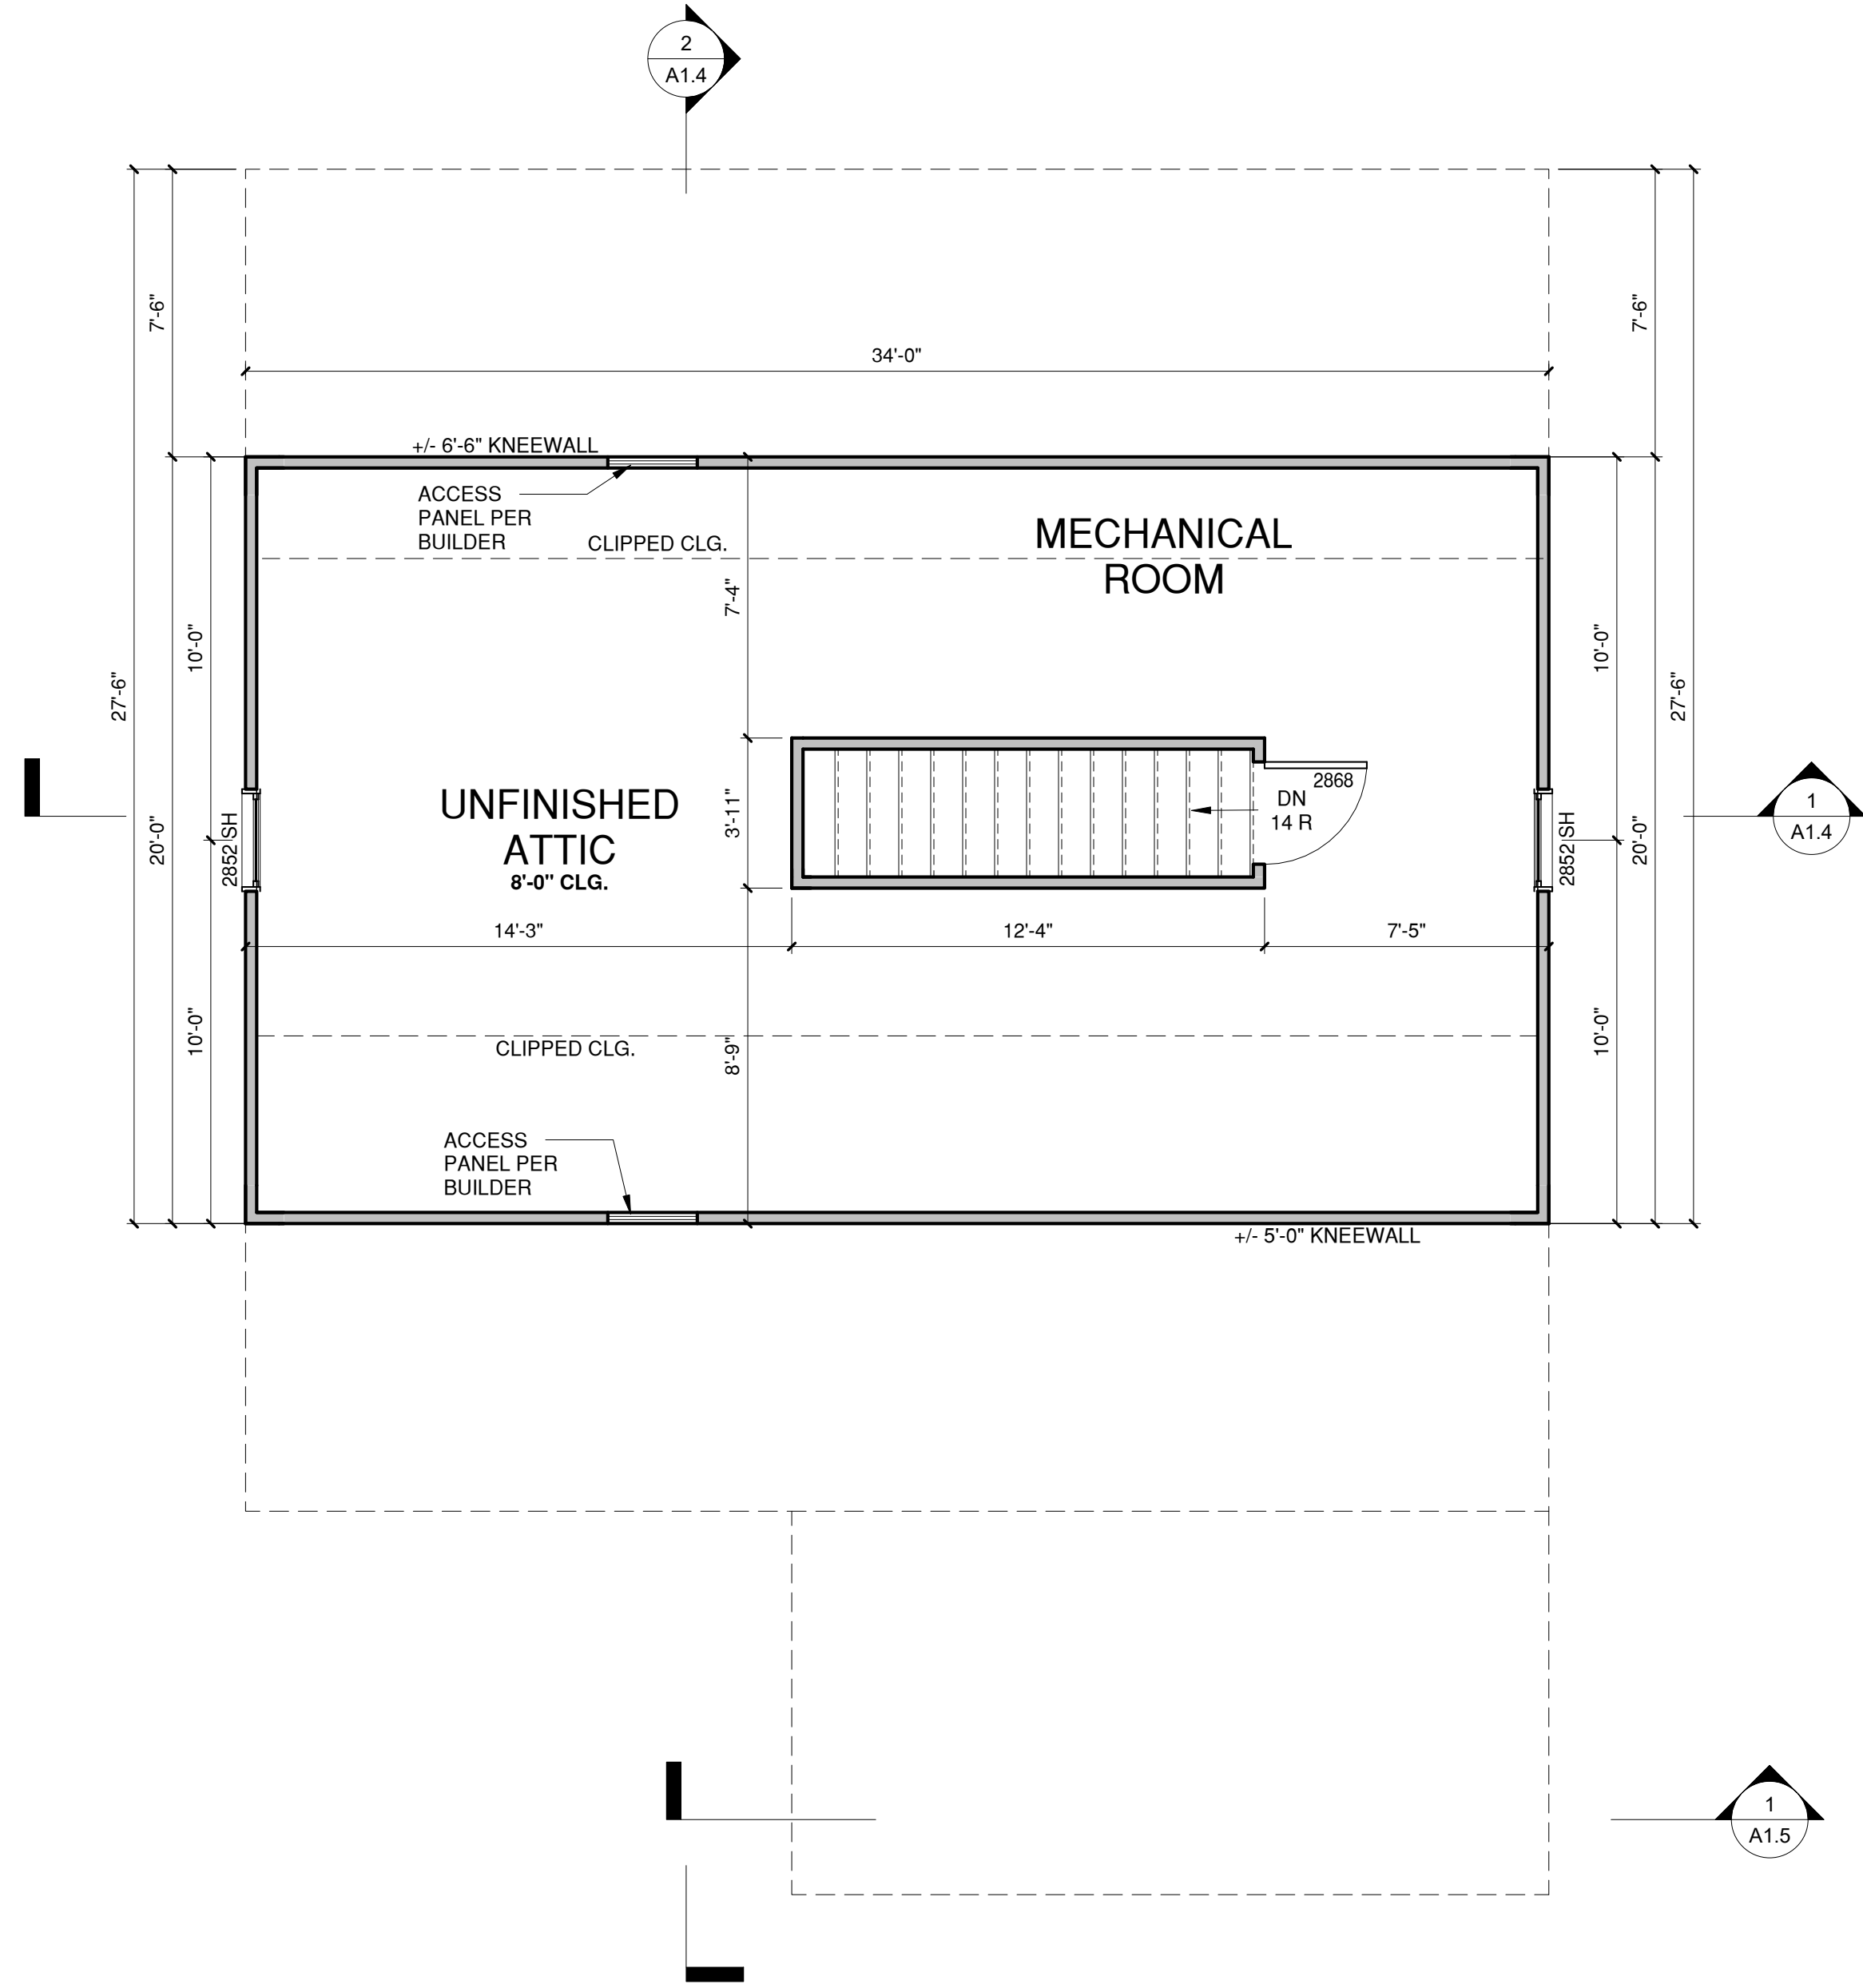 2
A1.4
7'-6"
7'-6"
34'-0"
+/- 6'-6" KNEEWALL
ACCESS
PANEL PER
BUILDER
CLIPPED CLG.
MECHANICAL
ROOM
7'-4"
10'-0"
10'-0"
27'-6"
27'-6"
20'-0"
20'-0"
2852 SH
2852 SH
UNFINISHED
ATTIC
8'-0" CLG.
3'-11"
2868
DN
14 R
1
A1.4
14'-3"
12'-4"
7'-5"
10'-0"
10'-0"
CLIPPED CLG.
8'-9"
ACCESS
PANEL PER
BUILDER
+/- 5'-0" KNEEWALL
1
A1.5